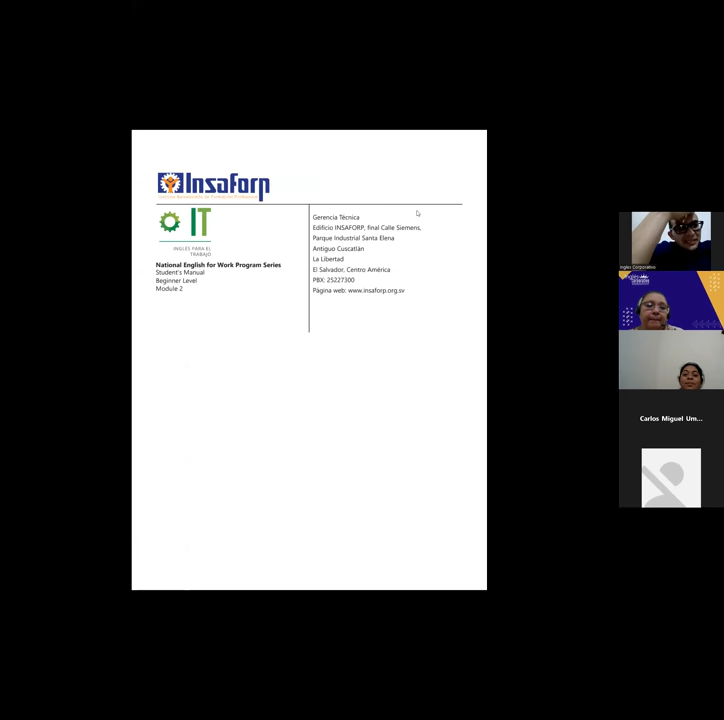 Insaforp
Instituto Salvadoreño de Formación Profesional
IT
INGLÉS PARA EL
TRABAJO
National English for Work Program Series
Student's Manual
Beginner Level
Module 2
Gerencia Técnica
Edificio INSAFORP, final Calle Siemens,
Parque Industrial Santa Elena
Antiguo Cuscatlán
La Libertad
El Salvador, Centro América
PBX: 25227300
Página web: www.insaforp.org.sv
Ingles Corporativo
Carlos Miguel Um...